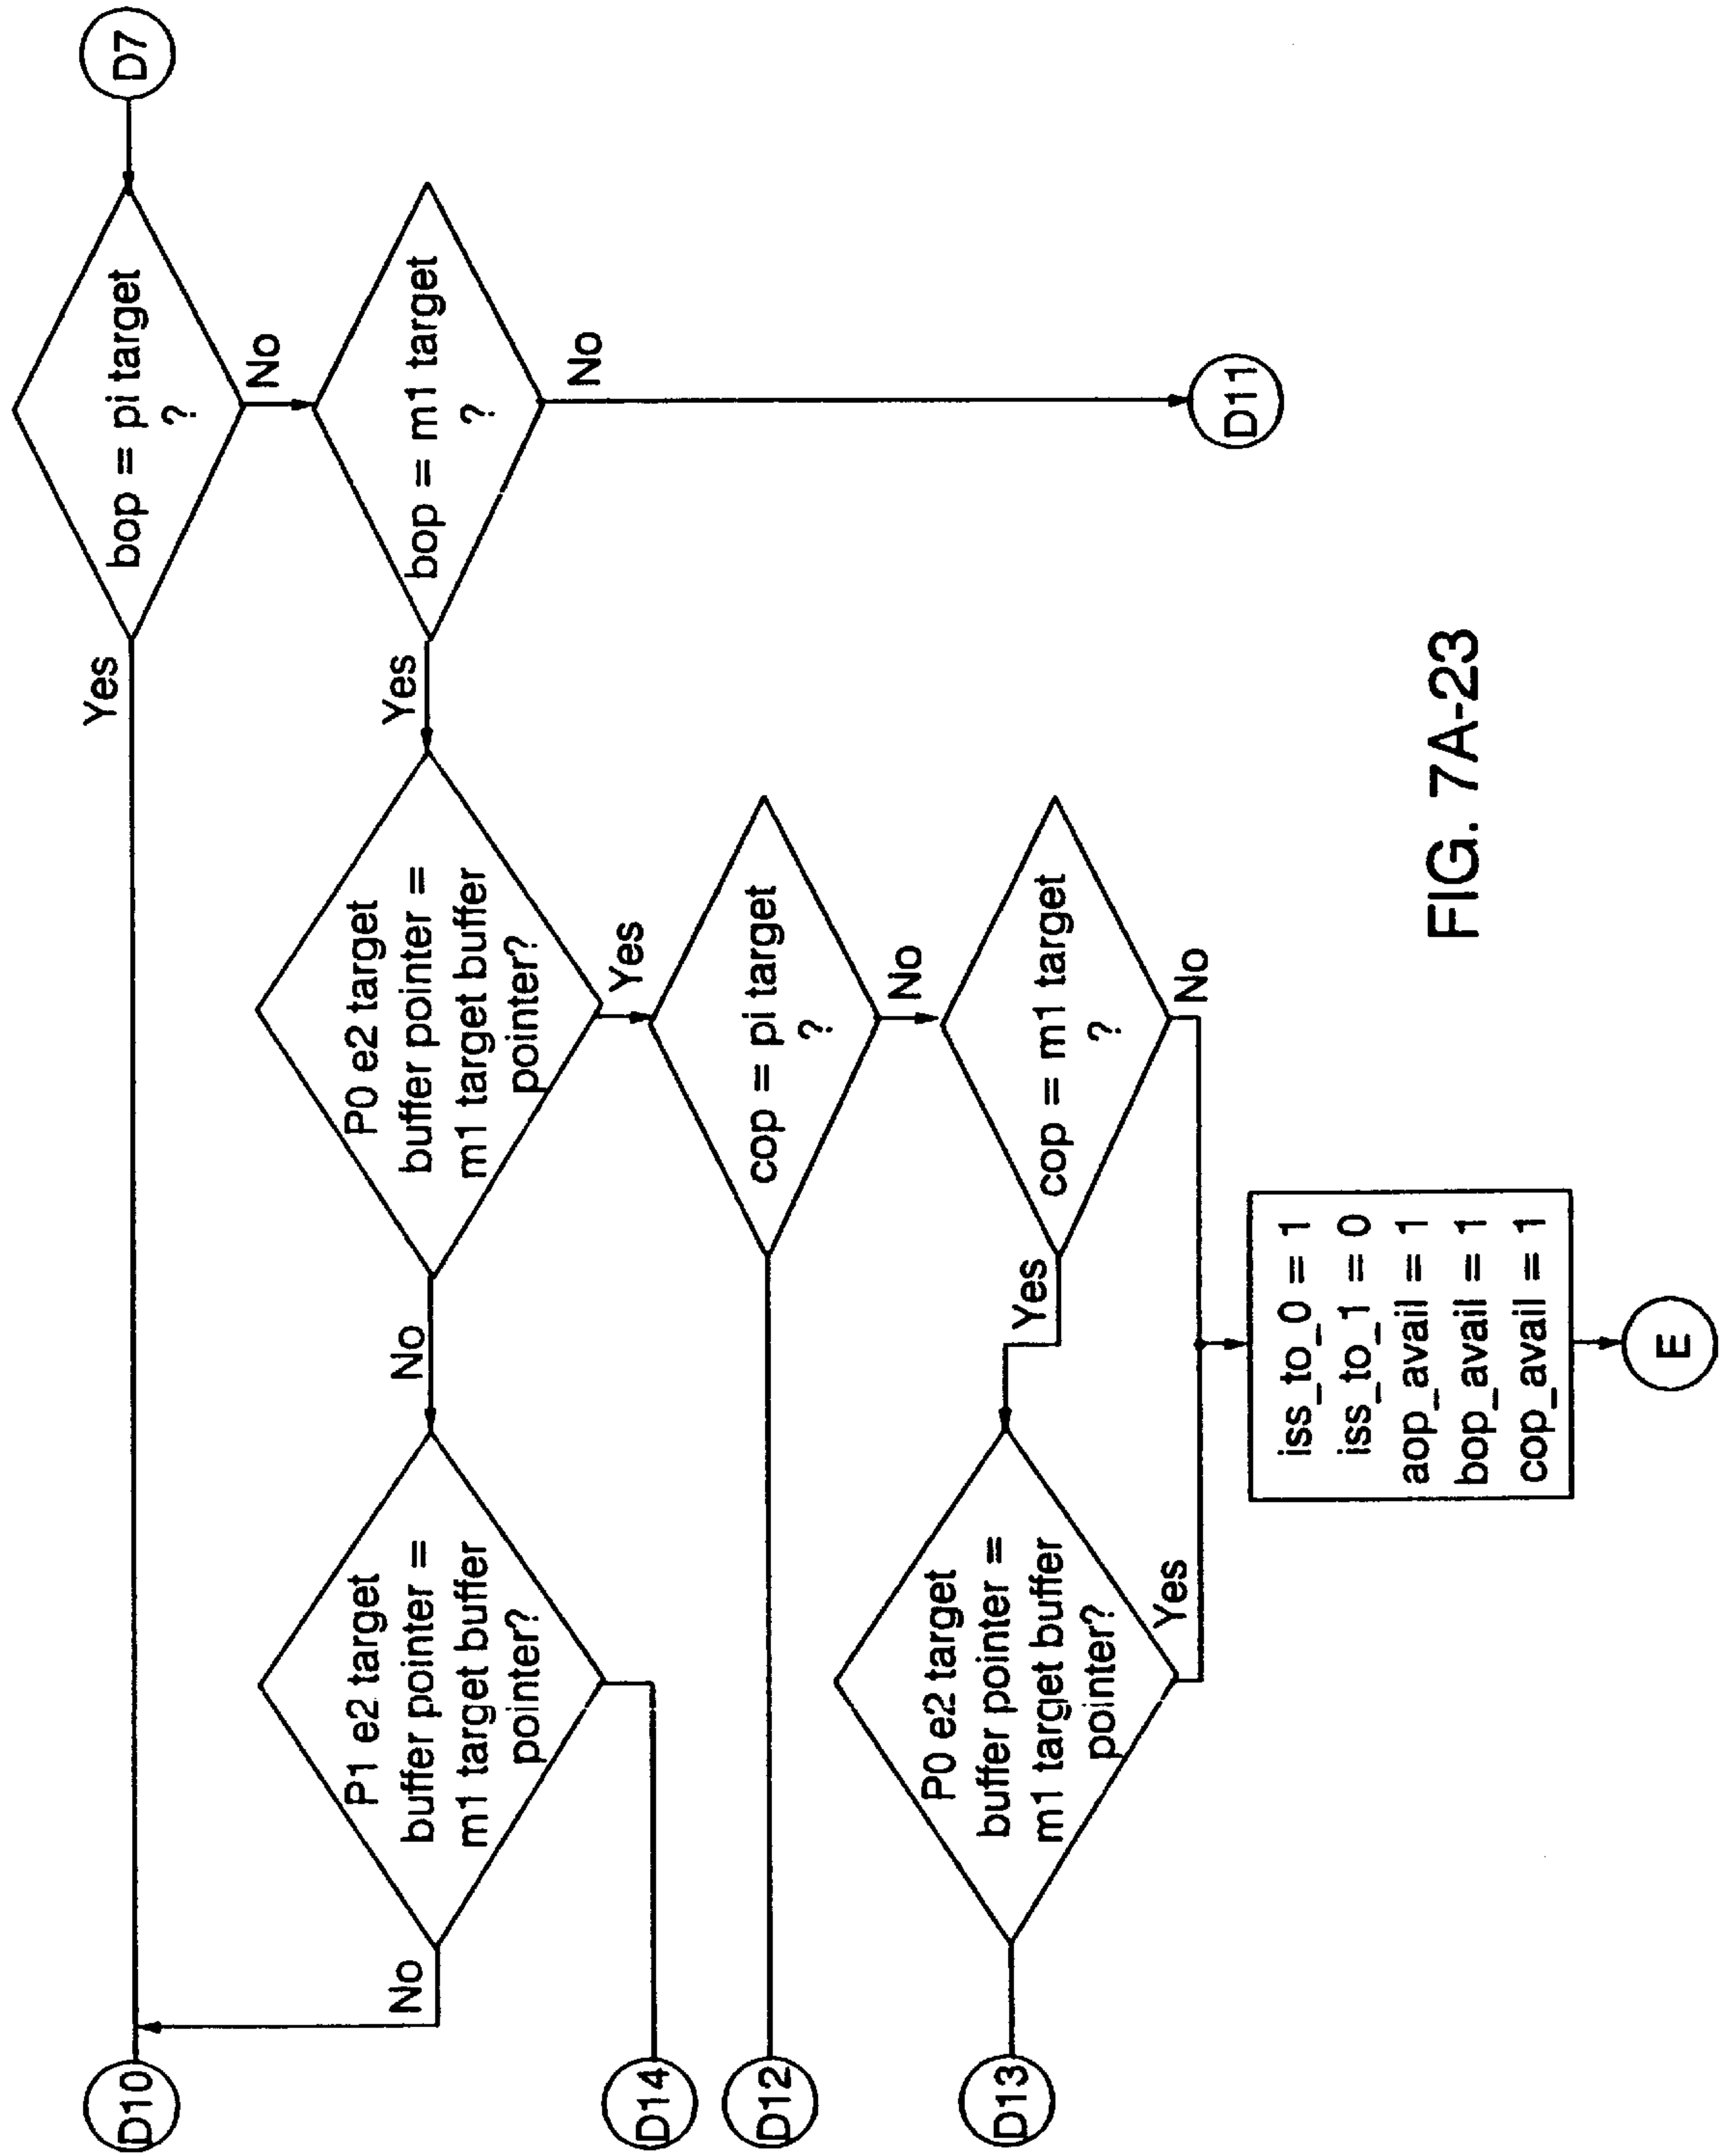 D7
bop = pi target
?
Yes
No
bop = m1 target
?
Yes
No
D11
P0 e2 target
buffer pointer =
m1 target buffer
pointer?
No
Yes
P1 e2 target
buffer pointer =
m1 target buffer
pointer?
No
D10
D14
cop = pi target
?
No
D12
cop = m1 target
?
Yes
No
P0 e2 target
buffer pointer =
m1 target buffer
pointer?
Yes
D13
iss_to_0 = 1
iss_to_1 = 0
aop_avail = 1
bop_avail = 1
cop_avail = 1
E
FIG. 7A-23